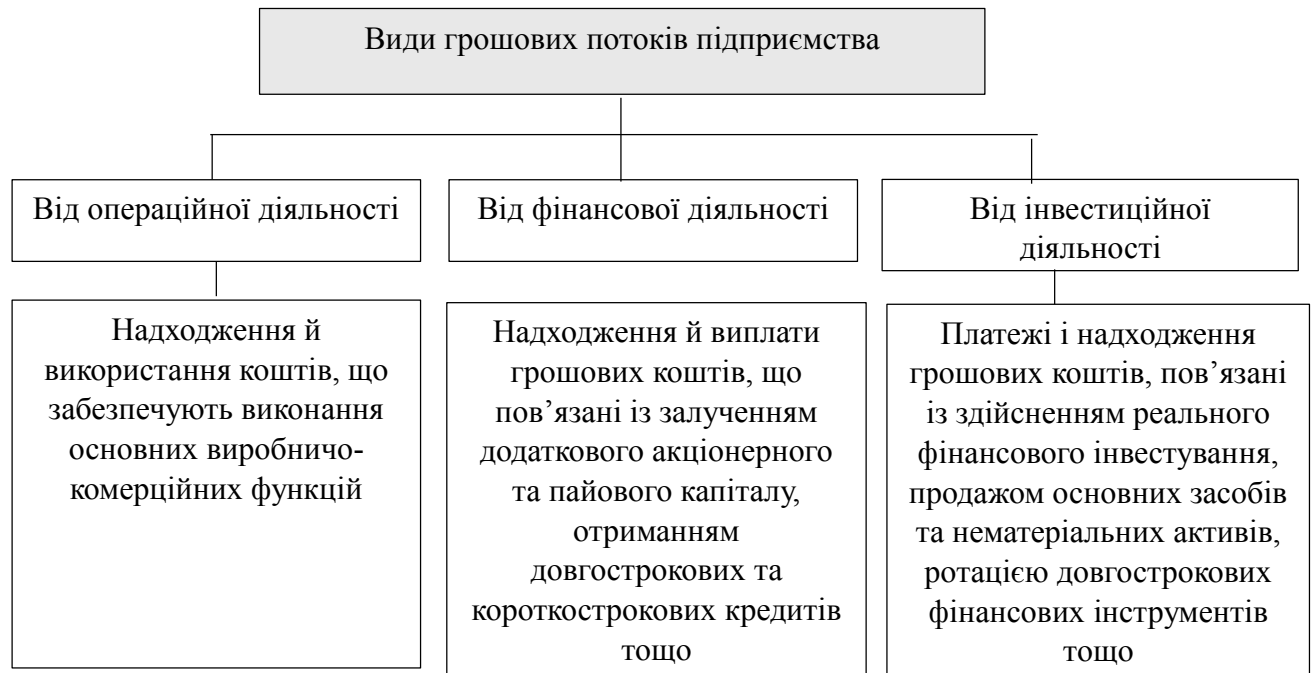 Види грошових потоків підприємства
Від операційної діяльності
Від фінансової діяльності
Від інвестиційної
діяльності
Надходження й
використання коштів, що
забезпечують виконання
основних виробничо-
комерційних функцій
Надходження й виплати
грошових коштів, що
пов’язані із залученням
додаткового акціонерного
та пайового капіталу,
отриманням
довгострокових та
короткострокових кредитів
тощо
Платежі і надходження
грошових коштів, пов’язані
із здійсненням реального
фінансового інвестування,
продажом основних засобів
та нематеріальних активів,
ротацією довгострокових
фінансових інструментів
тощо